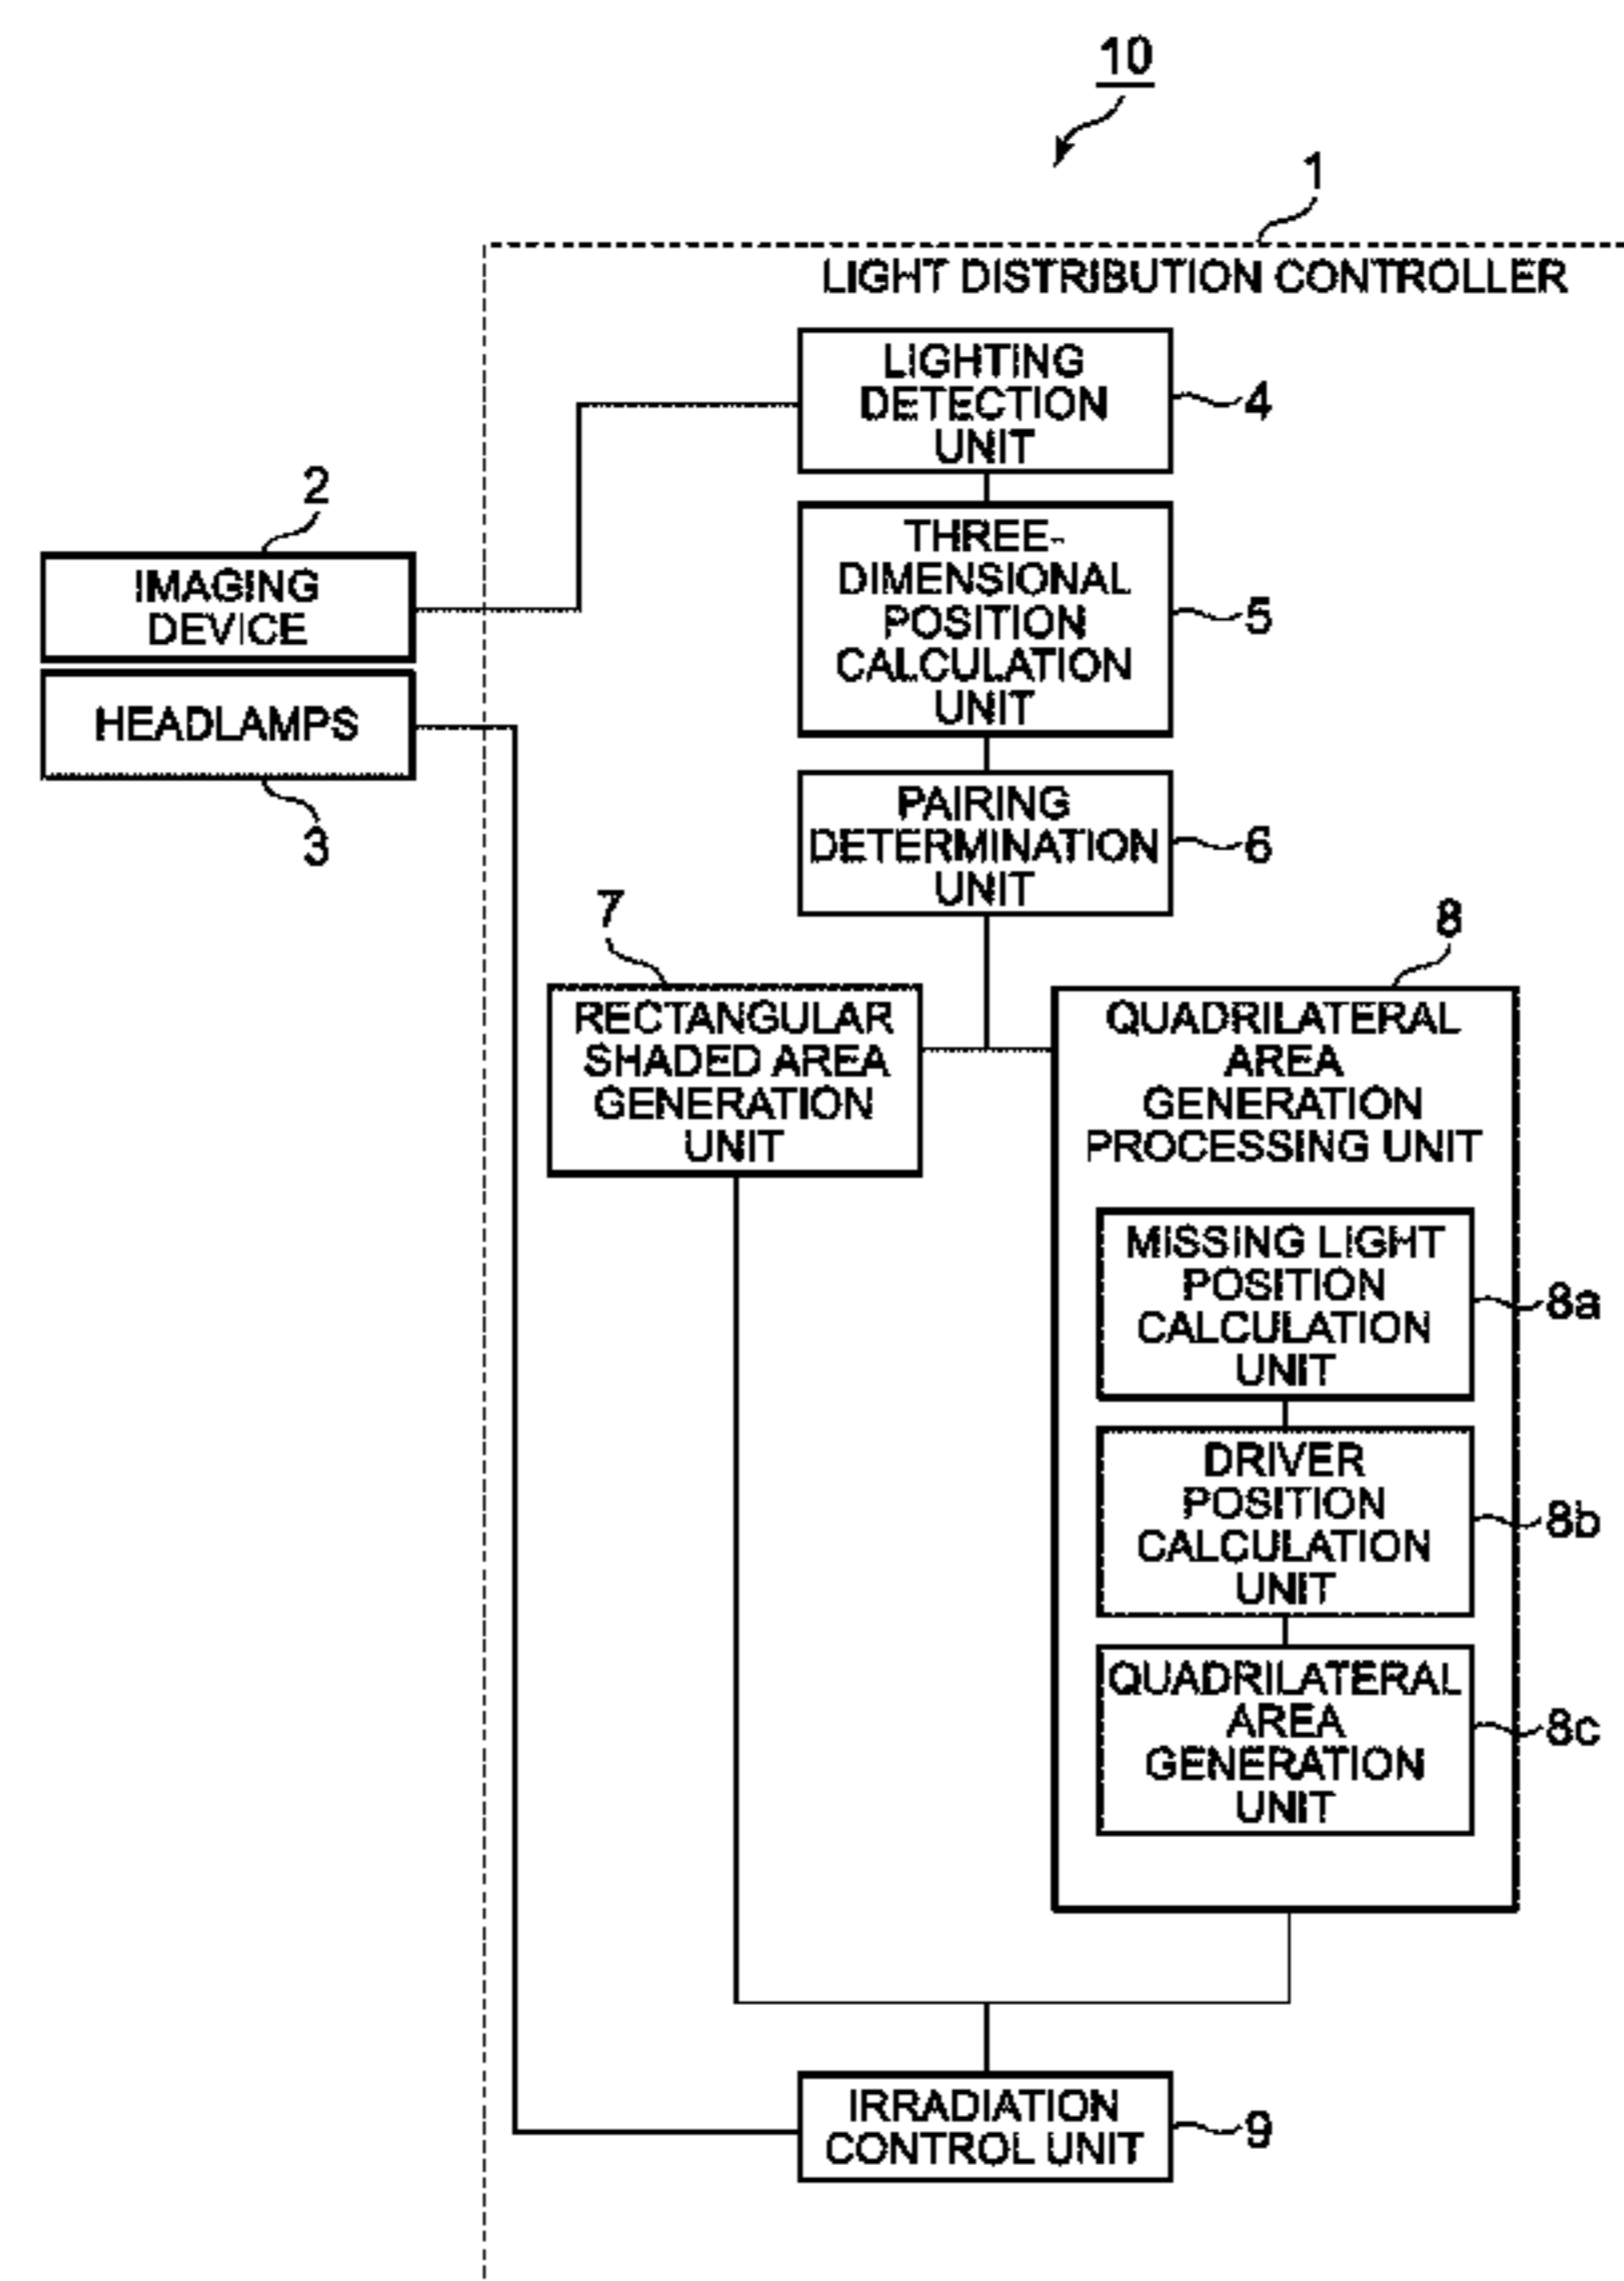 10
1
LIGHT DISTRIBUTION CONTROLLER
LIGHTING
DETECTION
UNIT
4
2
IMAGING
DEVICE
THREE-
DIMENSIONAL
POSITION
CALCULATION
UNIT
5
HEADLAMPS
3
PAIRING
DETERMINATION
UNIT
6
7
RECTANGULAR
SHADED AREA
GENERATION
UNIT
8
QUADRILATERAL
AREA
GENERATION
PROCESSING UNIT
MISSING LIGHT
POSITION
CALCULATION
UNIT
8a
DRIVER
POSITION
CALCULATION
UNIT
8b
QUADRILATERAL
AREA
GENERATION
UNIT
8c
IRRADIATION
CONTROL UNIT
9